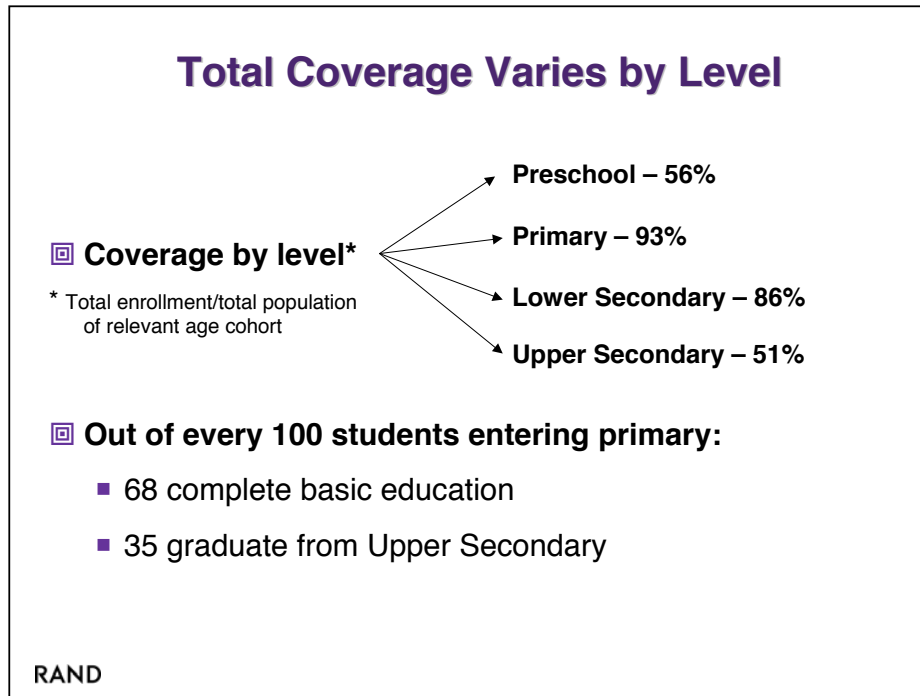 Total Coverage Varies by Level
Preschool – 56%
Primary – 93%
Coverage by level*
* Total enrollment/total population
of relevant age cohort
Lower Secondary – 86%
Upper Secondary – 51%
Out of every 100 students entering primary:
68 complete basic education
35 graduate from Upper Secondary
RAND